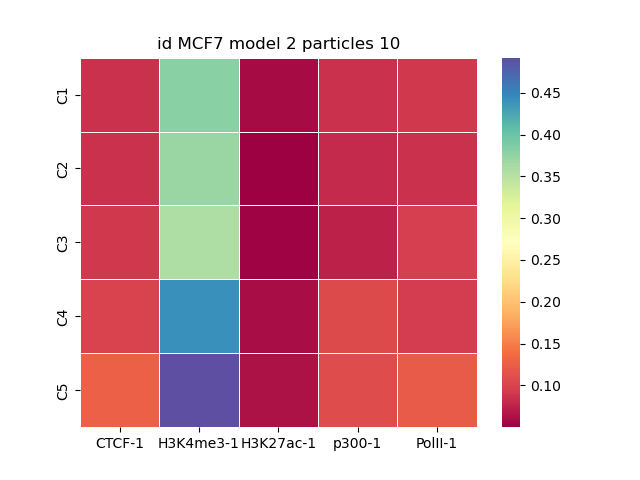 id MCF7 model 2 particles 10
C1
C2
C3
C4
C5
CTCF-1 H3K4me3-1 H3K27ac-1 p300-1 PolII-1
0.45
0.40
0.35
0.30
0.25
0.20
0.15
0.10